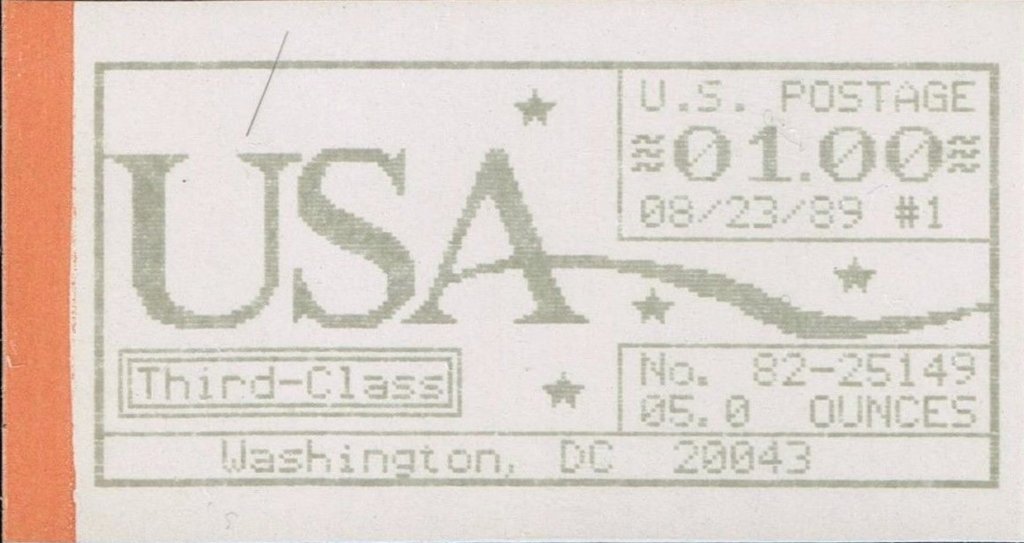 USA
U.S. POSTAGE
≈01.00≈
08/23/89 #1
Third-Class
No. 82-25149
05.0 OUNCES
Washington, DC 20043